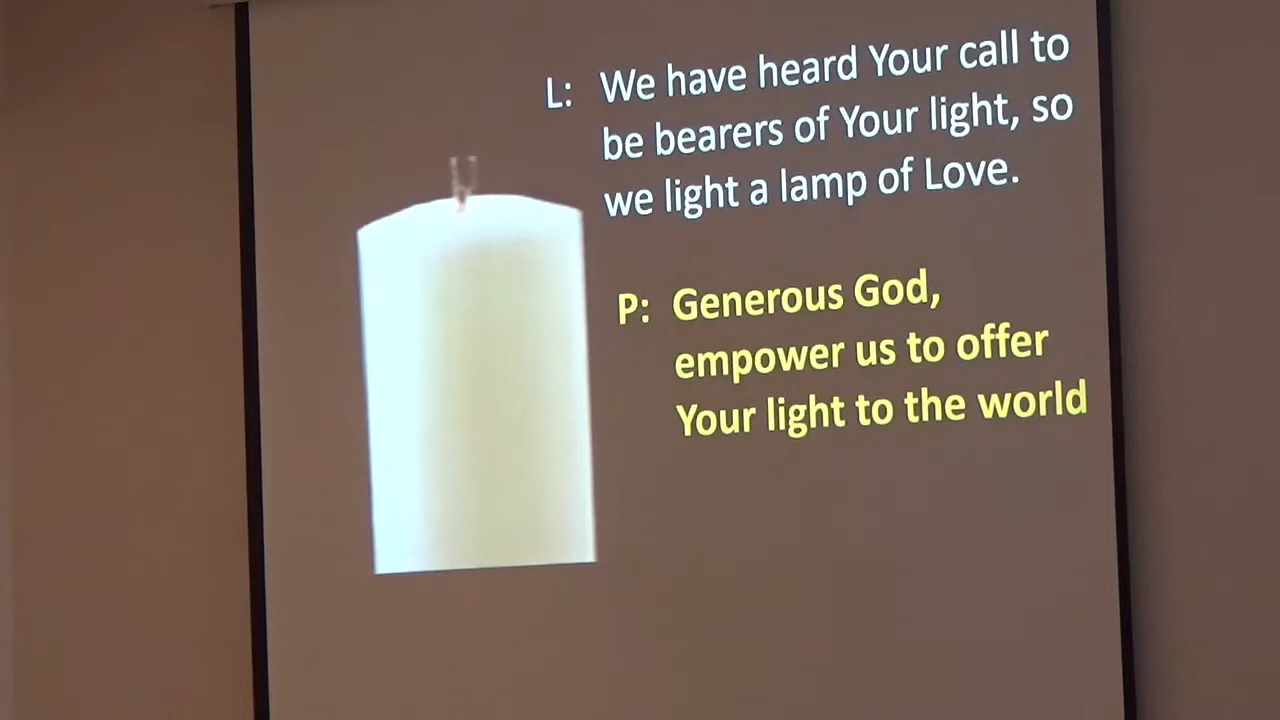 L: We have heard Your call to
be bearers of Your light, so
we light a lamp of Love.
P: Generous God,
empower us to offer
Your light to the world